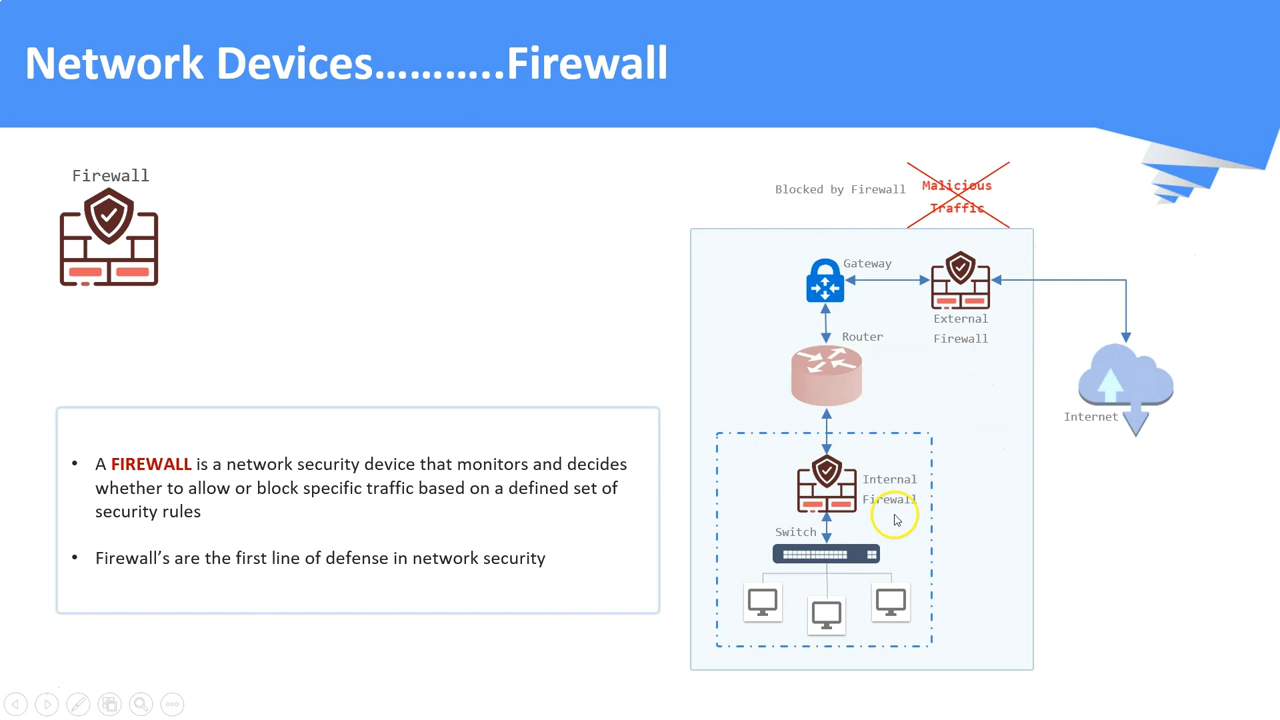 Network Devices………..Firewall
Firewall
Blocked by Firewall
Malicious
Traffic
Gateway
External
Firewall
Router
Internet
Internal
Firewall
Switch
• A FIREWALL is a network security device that monitors and decides
whether to allow or block specific traffic based on a defined set of
security rules
• Firewall's are the first line of defense in network security